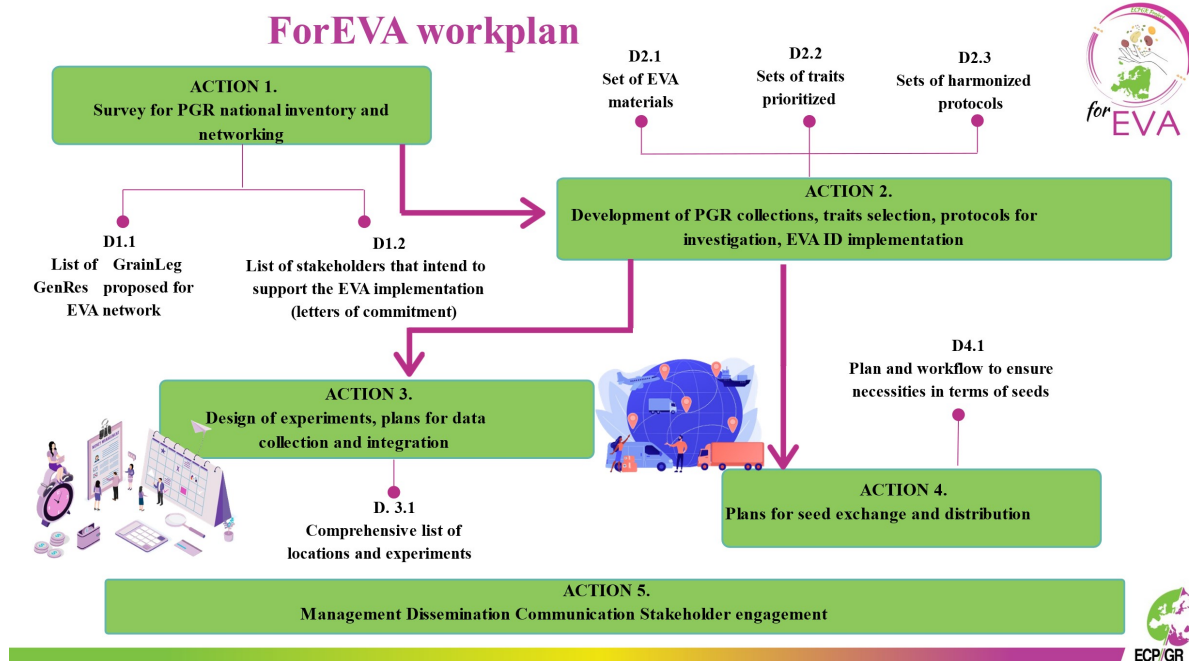 ForEVA workplan
ACTION 1.
Survey for PGR national inventory and
networking
D2.1
Set of EVA
materials
D2.2
Sets of traits
prioritized
D2.3
Sets of harmonized
protocols
for
EVA
ACTION 2.
Development of PGR collections, traits selection, protocols for
investigation, EVA ID implementation
D1.1
List of GrainLeg
GenRes proposed for
EVA network
D1.2
List of stakeholders that intend to
support the EVA implementation
(letters of commitment)
D4.1
Plan and workflow to ensure
necessities in terms of seeds
ACTION 3.
Design of experiments, plans for data
collection and integration
D. 3.1
Comprehensive list of
locations and experiments
ACTION 4.
Plans for seed exchange and distribution
ACTION 5.
Management Dissemination Communication Stakeholder engagement
ECP/GR